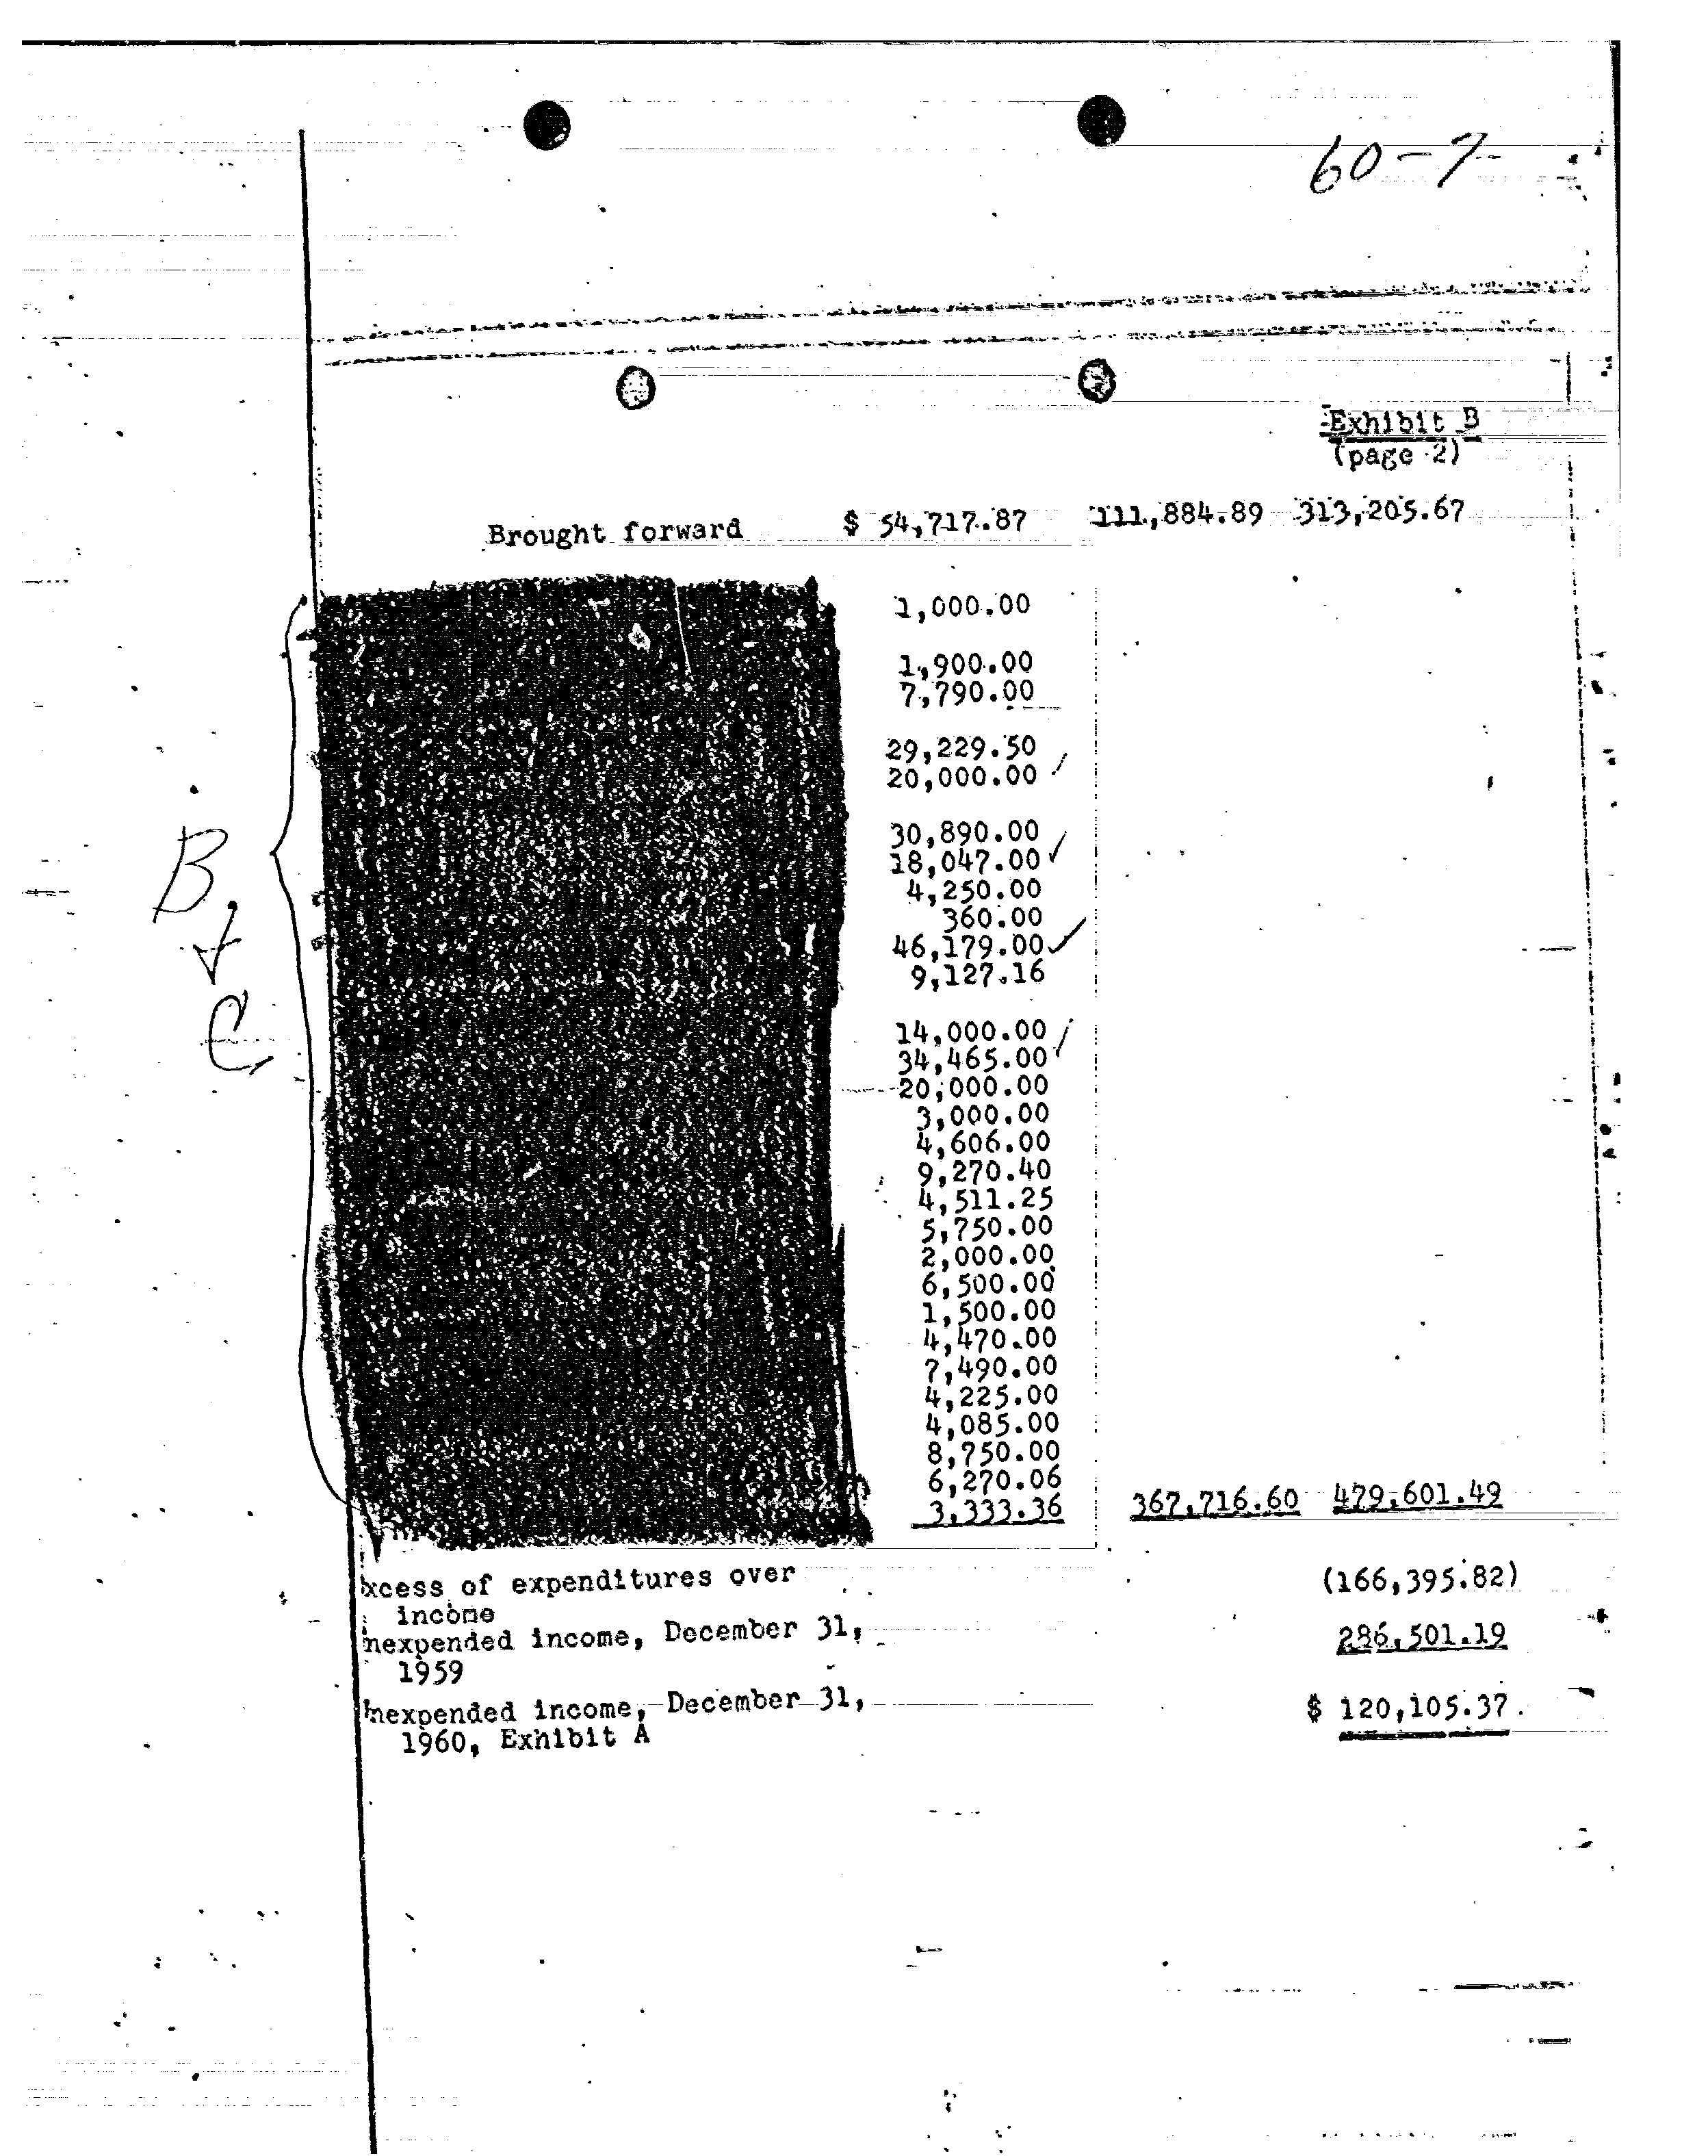 60-7
Exhibit B
(page 2)
Brought forward $ 54,717.87 111,884.89 313,205.67
1,000.00
1,900.00
7,790.00
29,229.50
20,000.00
30,890.00
18,047.00
4,250.00
360.00
46,179.00
9,127.16
14,000.00
34,465.00
20,000.00
3,000.00
4,606.00
9,270.40
4,511.25
5,750.00
2,000.00
6,500.00
1,500.00
4,470.00
7,490.00
4,225.00
4,085.00
8,750.00
6,270.06
3,333.36 367,716.60 479,601.49
B
+
C
xcess of expenditures over (166,395.82)
income
nexpended income, December 31, 286,501.19
1959
nexpended income, December 31, $ 120,105.37.
1960, Exhibit A